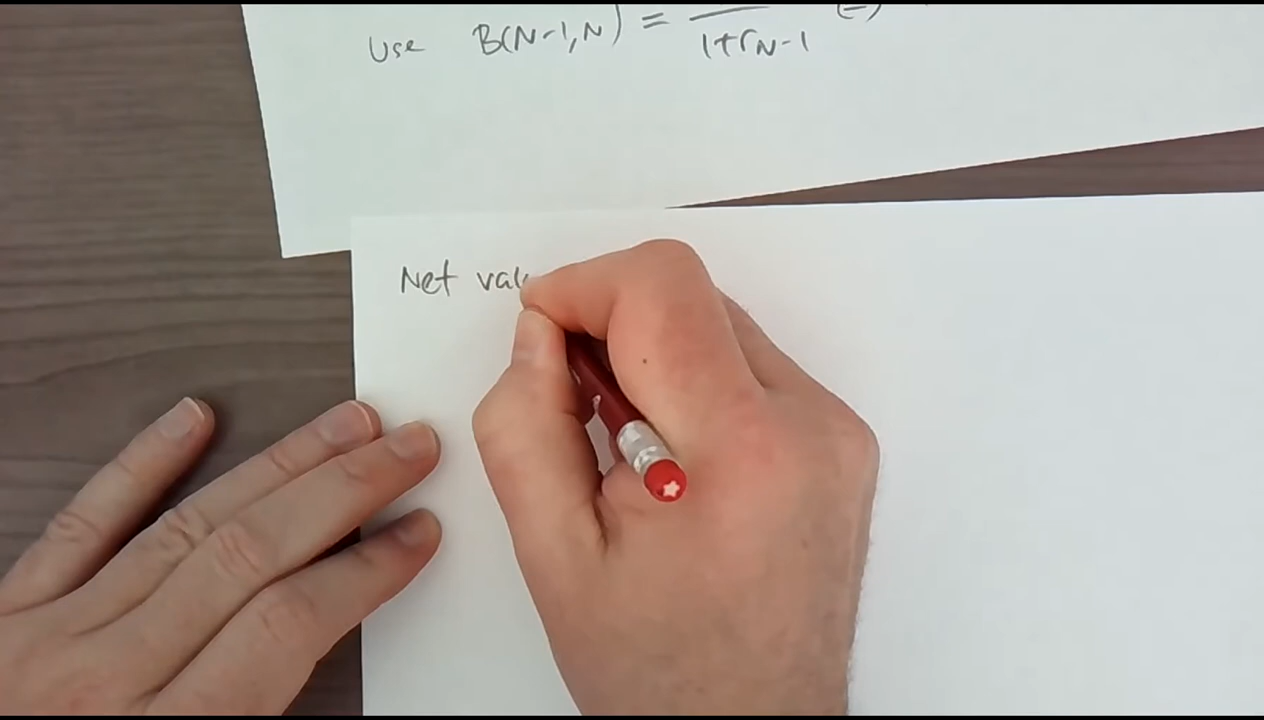 Use B(N-1,N) = 1+rN-1 (=)
Net val